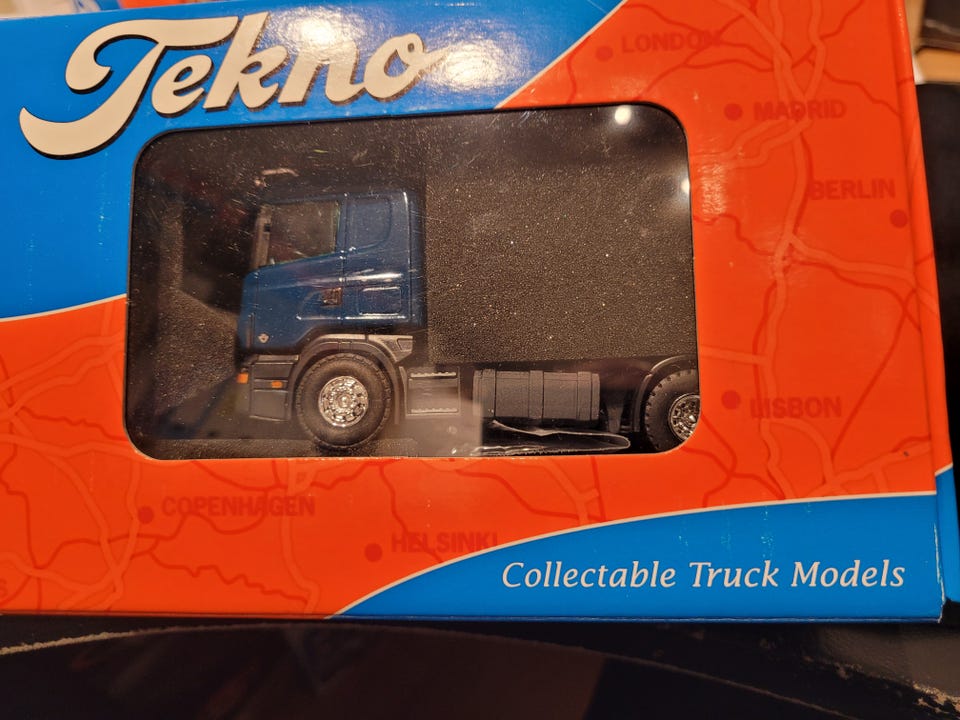 Tekno
LONDON
MADRID
BERLIN
LISBON
COPENHAGEN
HELSINKI
Collectable Truck Models